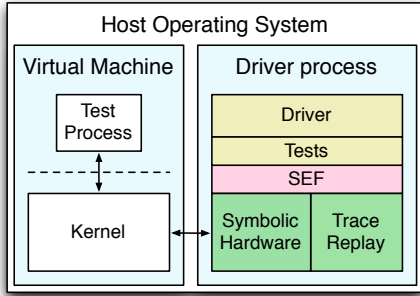 Host Operating System
Virtual Machine
Test
Process
Kernel
Driver process
Driver
Tests
SEF
Symbolic
Hardware
Trace
Replay